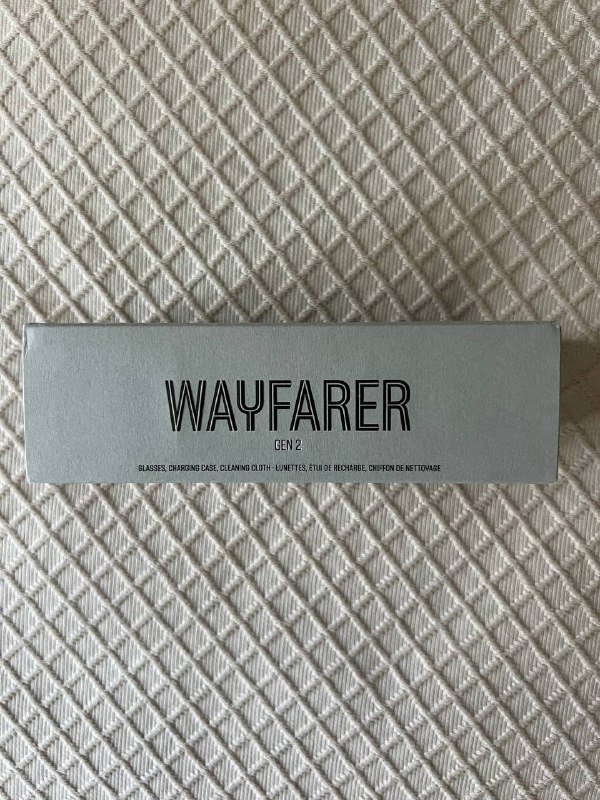 WAYFARER
GEN 2
GLASSES, CHARGING CASE, CLEANING CLOTH - LUNETTES, ÉTUI DE RECHARGE, CHIFFON DE NETTOYAGE